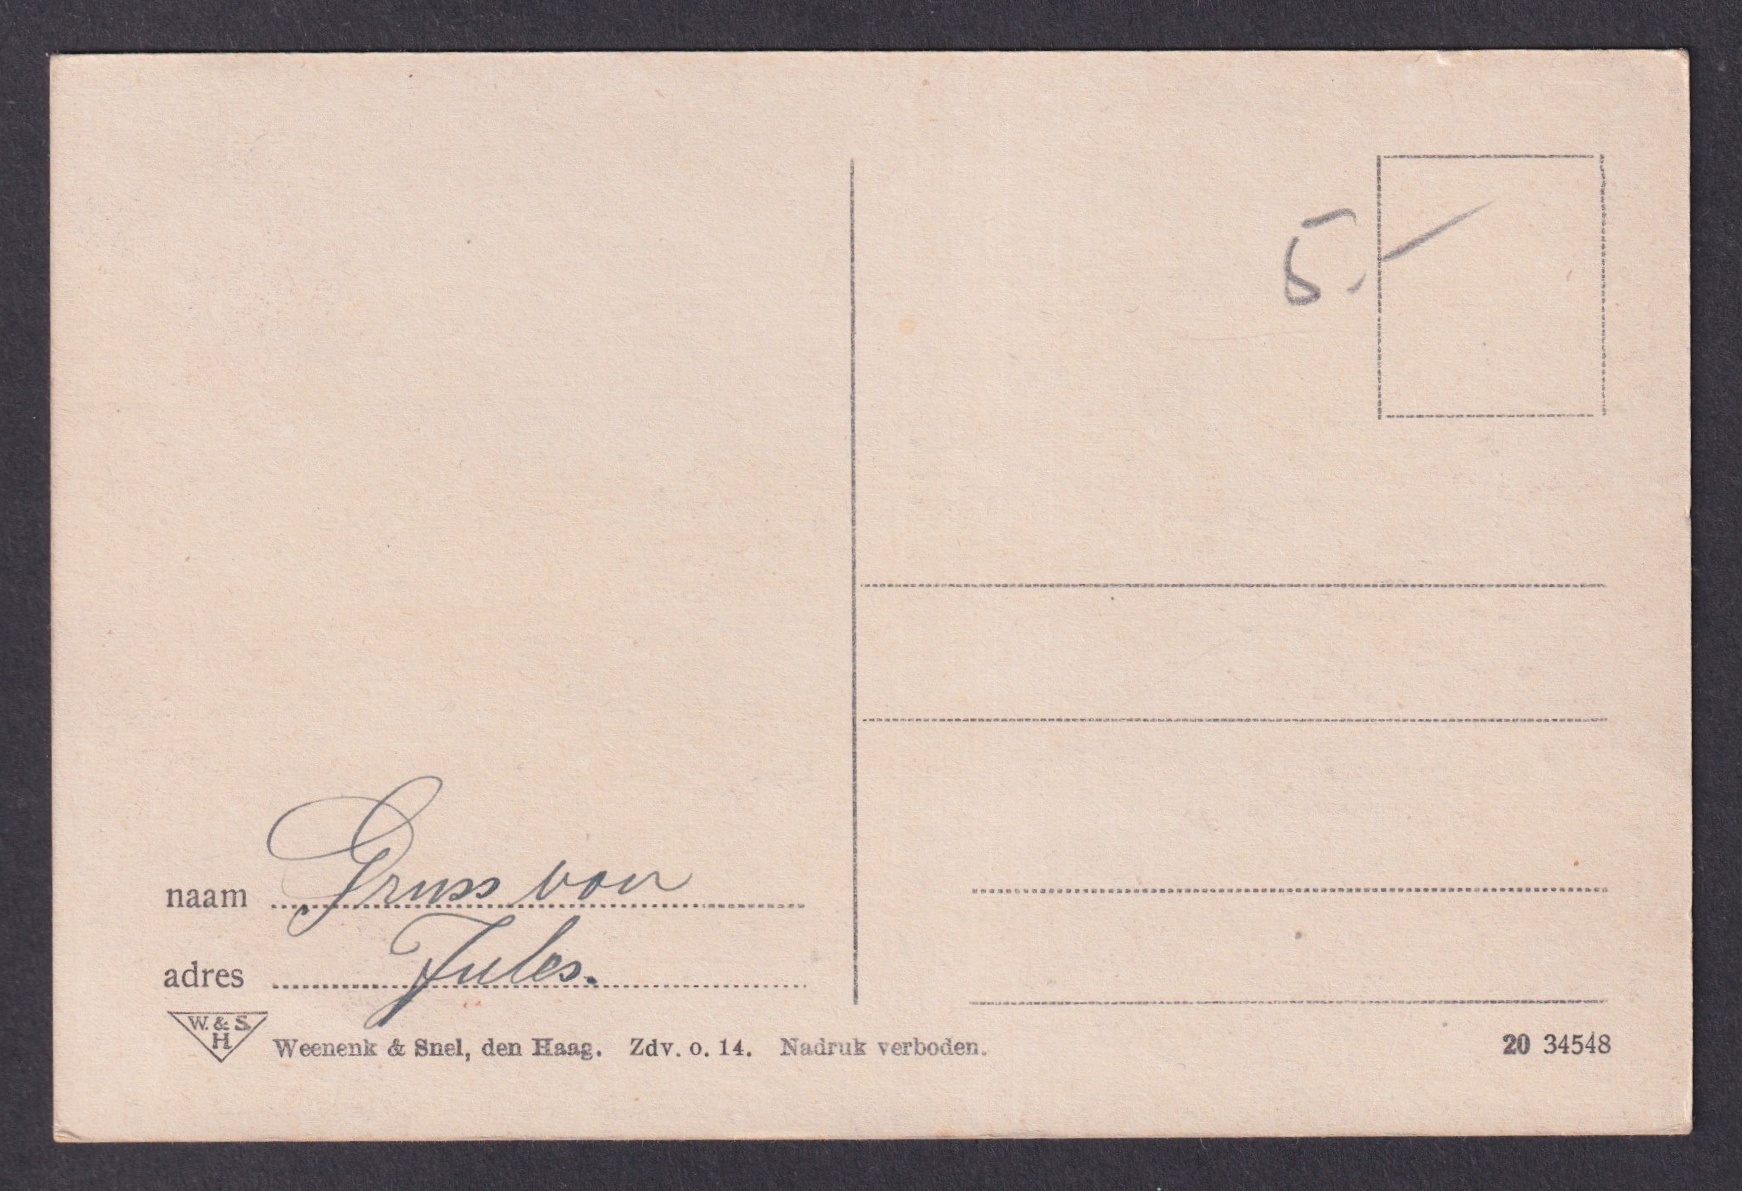 5.-
naam Gruss von
adres Jules.
W. & S.
H
Weenenk & Snel, den Haag. Zdv. o. 14. Nadruk verboden.
20 34548